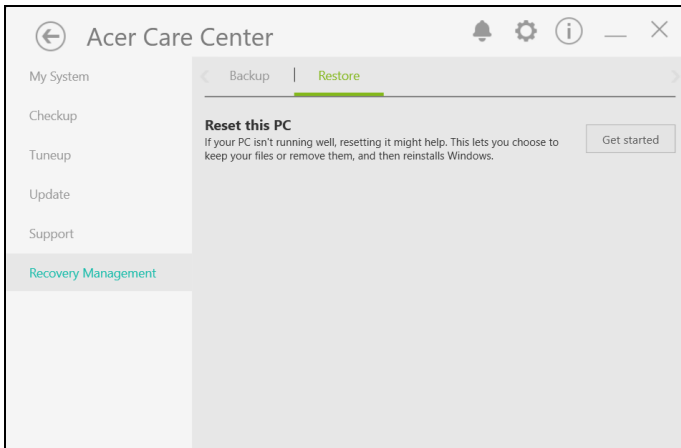 Acer Care Center
My System
Checkup
Tuneup
Update
Support
Recovery Management
Backup
Restore
Reset this PC
If your PC isn't running well, resetting it might help. This lets you choose to
keep your files or remove them, and then reinstalls Windows.
Get started